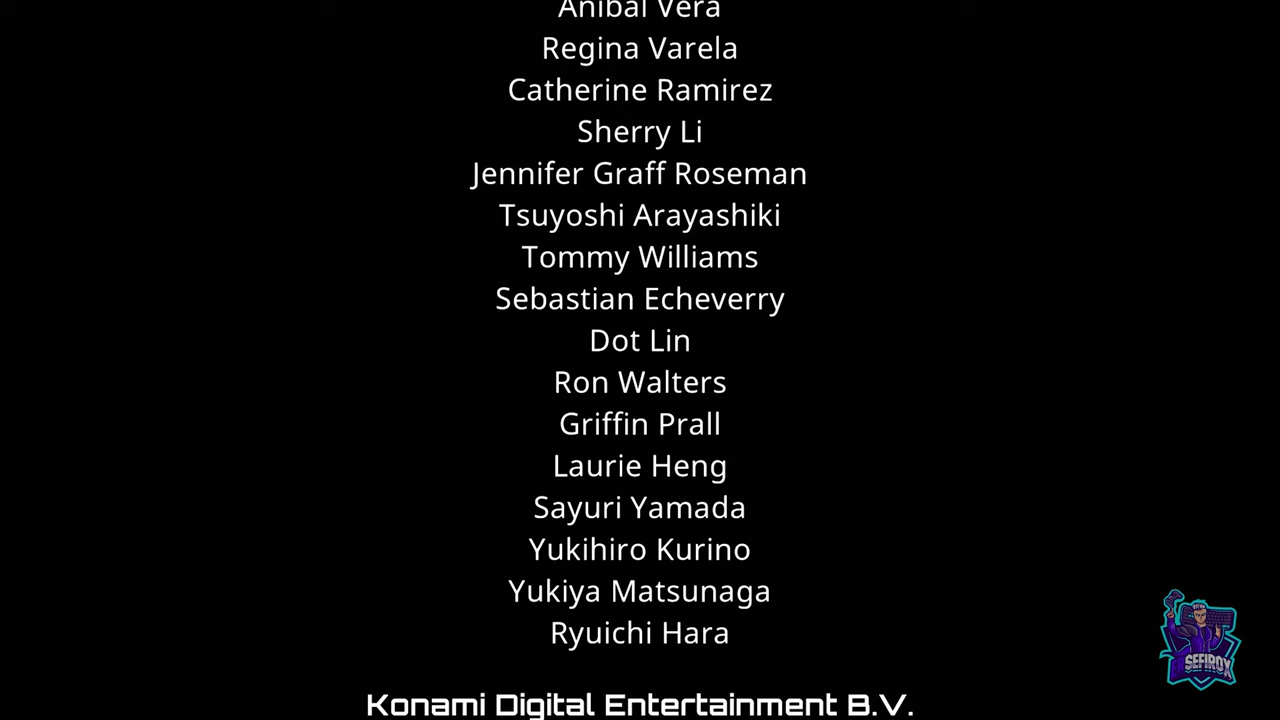 Anibal Vera
Regina Varela
Catherine Ramirez
Sherry Li
Jennifer Graff Roseman
Tsuyoshi Arayashiki
Tommy Williams
Sebastian Echeverry
Dot Lin
Ron Walters
Griffin Prall
Laurie Heng
Sayuri Yamada
Yukihiro Kurino
Yukiya Matsunaga
Ryuichi Hara
Konami Digital Entertainment B.V.
SEFIROX